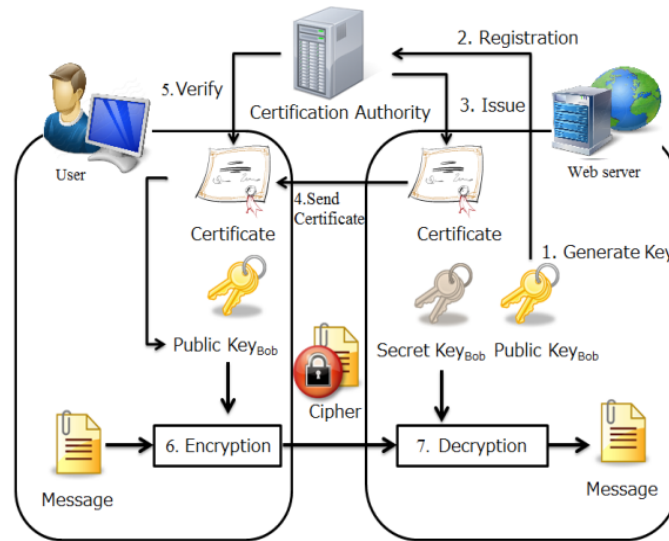 2. Registration
5.Verify
Certification Authority
3. Issue
User
Web server
4.Send
Certificate
Certificate
Certificate
1. Generate Key
Public KeyBob
Secret KeyBob
Public KeyBob
Cipher
6. Encryption
7. Decryption
Message
Message